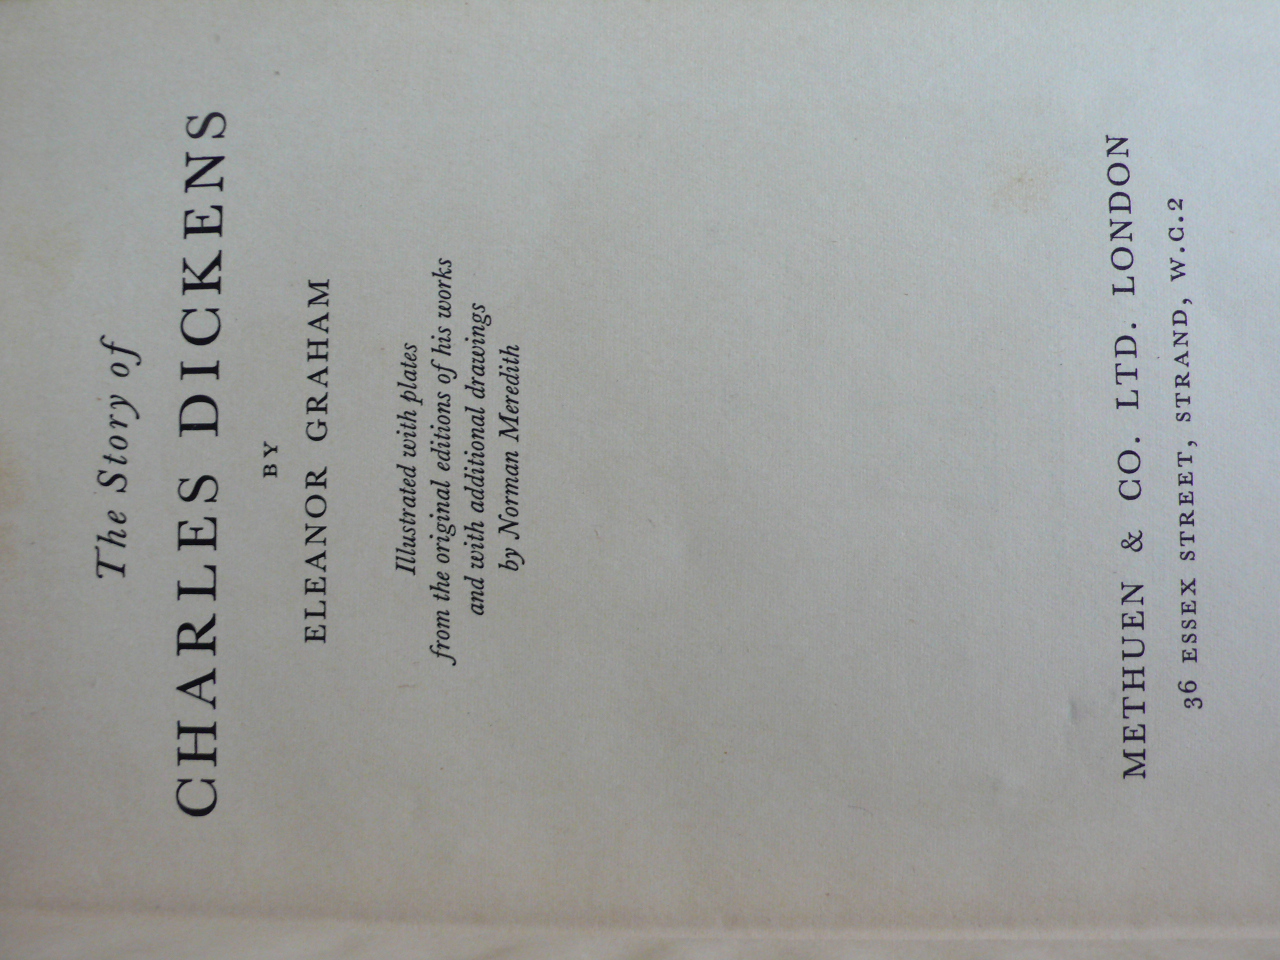 The Story of
CHARLES DICKENS
BY
ELEANOR GRAHAM
Illustrated with plates
from the original editions of his works
and with additional drawings
by Norman Meredith
METHUEN & CO. LTD. LONDON
36 ESSEX STREET, STRAND, W.C.2